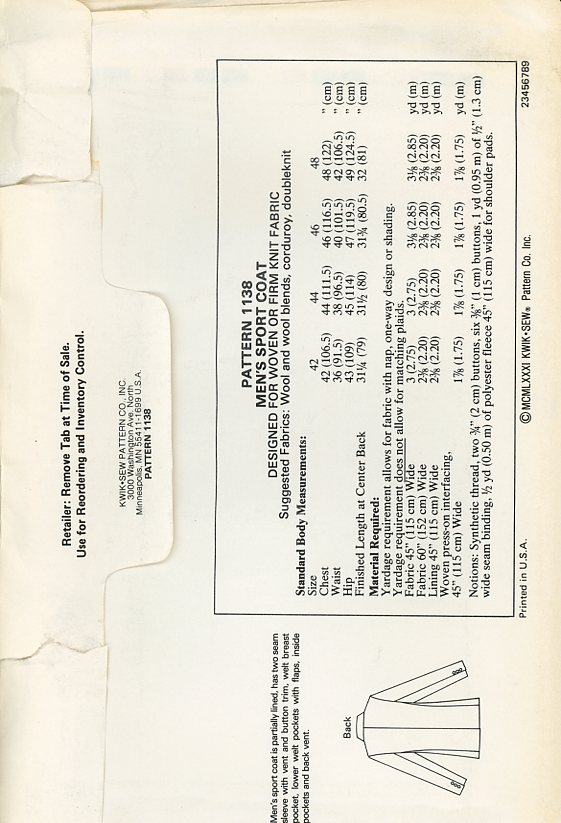 Retailer: Remove Tab at Time of Sale.
Use for Reordering and Inventory Control.
KWIK•SEW PATTERN CO., INC.
3000 Washington Ave. North
Minneapolis, MN 55411-1699 U.S.A.
PATTERN 1138
Men's sport coat is partially lined, has two seam
sleeve with vent and button trim, welt breast
pocket, lower welt pockets with flaps, inside
pockets and back vent.
Back
PATTERN 1138
MEN'S SPORT COAT
DESIGNED FOR WOVEN OR FIRM KNIT FABRIC
Suggested Fabrics: Wool and wool blends, corduroy, doubleknit
Standard Body Measurements:
Size 42 44 46 48
Chest 42 (106.5) 44 (111.5) 46 (116.5) 48 (122) " (cm)
Waist 36 (91.5) 38 (96.5) 40 (101.5) 42 (106.5) " (cm)
Hip 43 (109) 45 (114) 47 (119.5) 49 (124.5) " (cm)
Finished Length at Center Back 31¼ (79) 31½ (80) 31¾ (80.5) 32 (81) " (cm)
Material Required:
Yardage requirement allows for fabric with nap, one-way design or shading.
Yardage requirement does not allow for matching plaids.
Fabric 45" (115 cm) Wide 3 (2.75) 3 (2.75) 3⅛ (2.85) 3⅛ (2.85) yd (m)
Fabric 60" (152 cm) Wide 2⅜ (2.20) 2⅜ (2.20) 2⅜ (2.20) 2⅜ (2.20) yd (m)
Lining 45" (115 cm) Wide 2⅜ (2.20) 2⅜ (2.20) 2⅜ (2.20) 2⅜ (2.20) yd (m)
Woven press-on interfacing,
45" (115 cm) Wide 1⅞ (1.75) 1⅞ (1.75) 1⅞ (1.75) 1⅞ (1.75) yd (m)
Notions: Synthetic thread, two ¾" (2 cm) buttons, six ⅜" (1 cm) buttons, 1 yd (0.95 m) of ½" (1.3 cm)
wide seam binding, ½ yd (0.50 m) of polyester fleece 45" (115 cm) wide for shoulder pads.
Printed in U.S.A. © MCMLXXXI KWIK•SEW® Pattern Co. Inc. 23456789